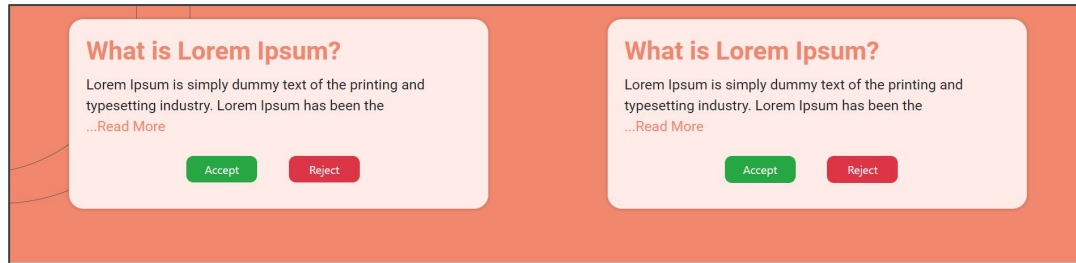 What is Lorem Ipsum?
Lorem Ipsum is simply dummy text of the printing and
typesetting industry. Lorem Ipsum has been the
...Read More
Accept Reject
What is Lorem Ipsum?
Lorem Ipsum is simply dummy text of the printing and
typesetting industry. Lorem Ipsum has been the
...Read More
Accept Reject